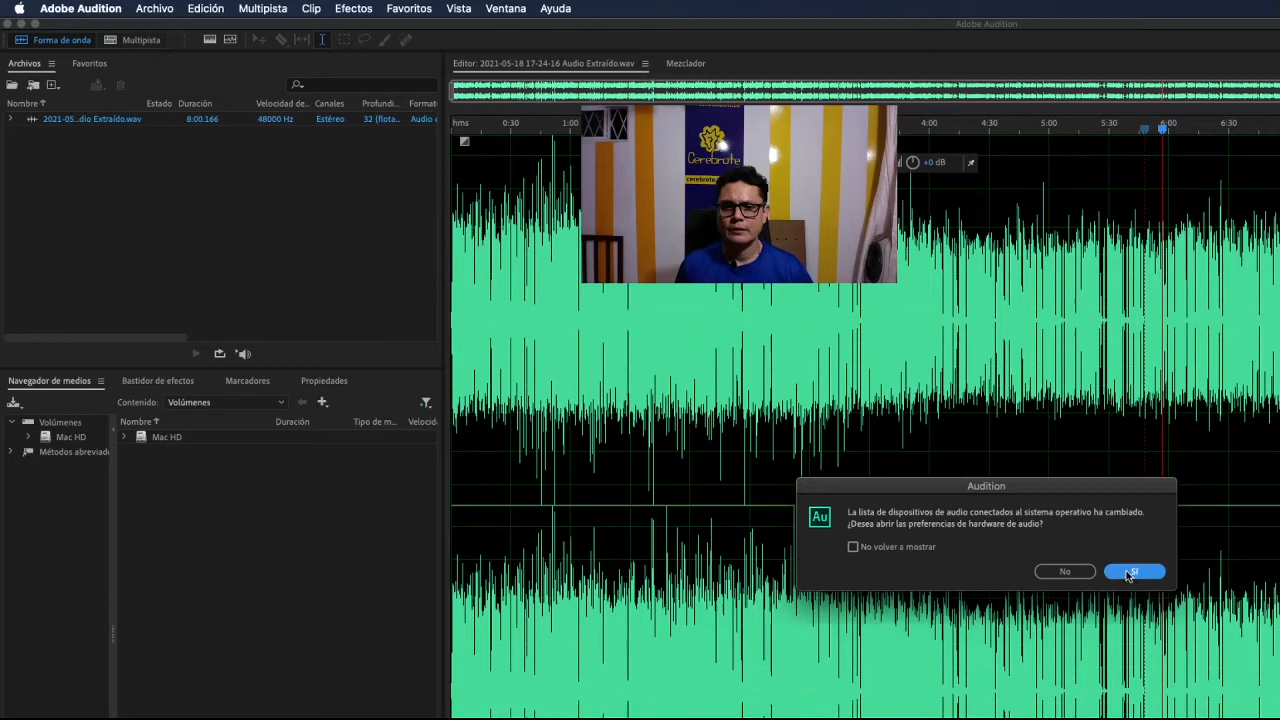 Adobe Audition Archivo Edición Multipista Clip Efectos Favoritos Vista Ventana Ayuda
Adobe Audition
Forma de onda Multipista
Archivos Favoritos
Nombre Estado Duración Velocidad de... Canales Profundi... Formate
2021-05...dio Extraído.wav 8:00.166 48000 Hz Estéreo 32 (flota... Audio d
Editor: 2021-05-18 17-24-16 Audio Extraído.wav Mezclador
hms 0:30 1:00 4:00 4:30 5:00 5:30 6:00 6:30
+0 dB
Cerebrote
Navegador de medios Bastidor de efectos Marcadores Propiedades
Contenido: Volúmenes
Volúmenes
Mac HD
Métodos abreviado
Nombre Duración Tipo de m... Velocida
Mac HD
Audition
Au
La lista de dispositivos de audio conectados al sistema operativo ha cambiado.
¿Desea abrir las preferencias de hardware de audio?
No volver a mostrar
No Sí